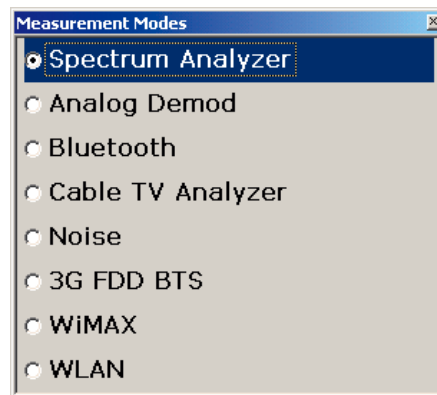 Measurement Modes
Spectrum Analyzer
Analog Demod
Bluetooth
Cable TV Analyzer
Noise
3G FDD BTS
WiMAX
WLAN